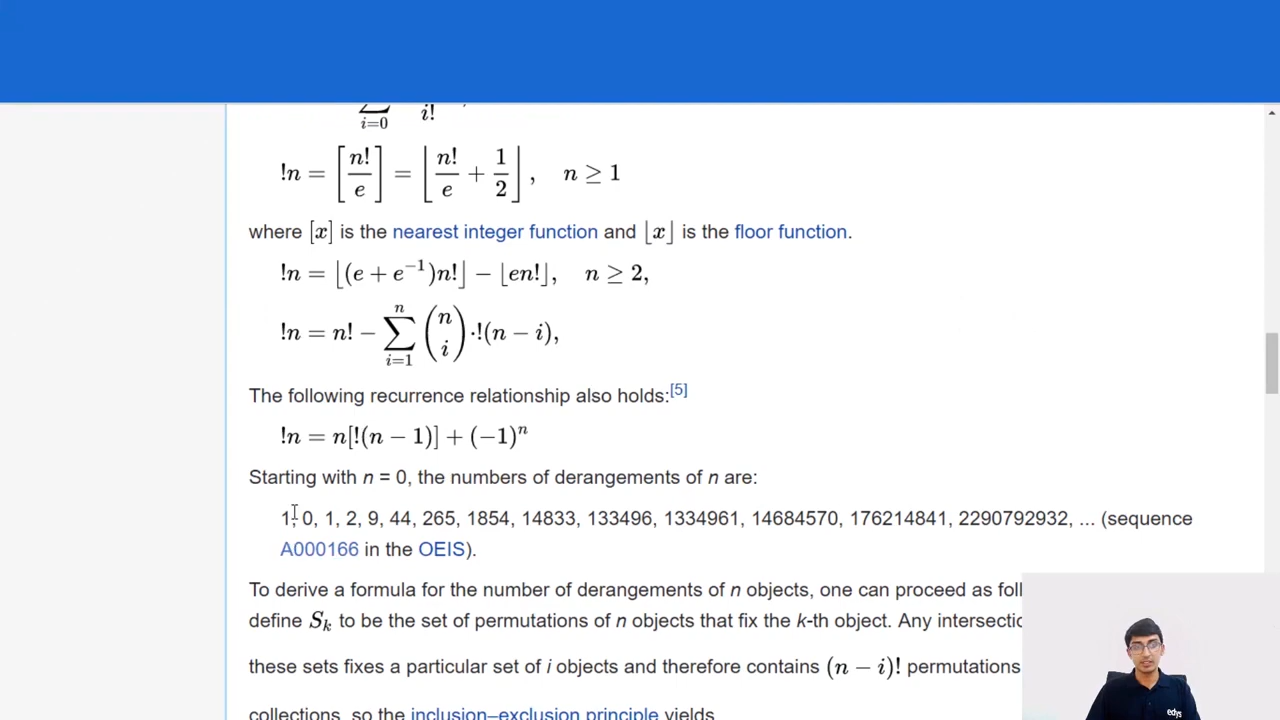 i=0 i!
!n = [n!/e] = ⌊n!/e + 1/2⌋, n ≥ 1
where [x] is the nearest integer function and ⌊x⌋ is the floor function.
!n = ⌊(e + e⁻¹)n!⌋ − ⌊en!⌋, n ≥ 2,
!n = n! − ∑_{i=1}^{n} (n i) · !(n − i),
The following recurrence relationship also holds:[5]
!n = n[!(n − 1)] + (−1)ⁿ
Starting with n = 0, the numbers of derangements of n are:
1, 0, 1, 2, 9, 44, 265, 1854, 14833, 133496, 1334961, 14684570, 176214841, 2290792932, ... (sequence
A000166 in the OEIS).
To derive a formula for the number of derangements of n objects, one can proceed as foll
define Sₖ to be the set of permutations of n objects that fix the k-th object. Any intersectic
these sets fixes a particular set of i objects and therefore contains (n − i)! permutations
collections, so the inclusion–exclusion principle yields
edys